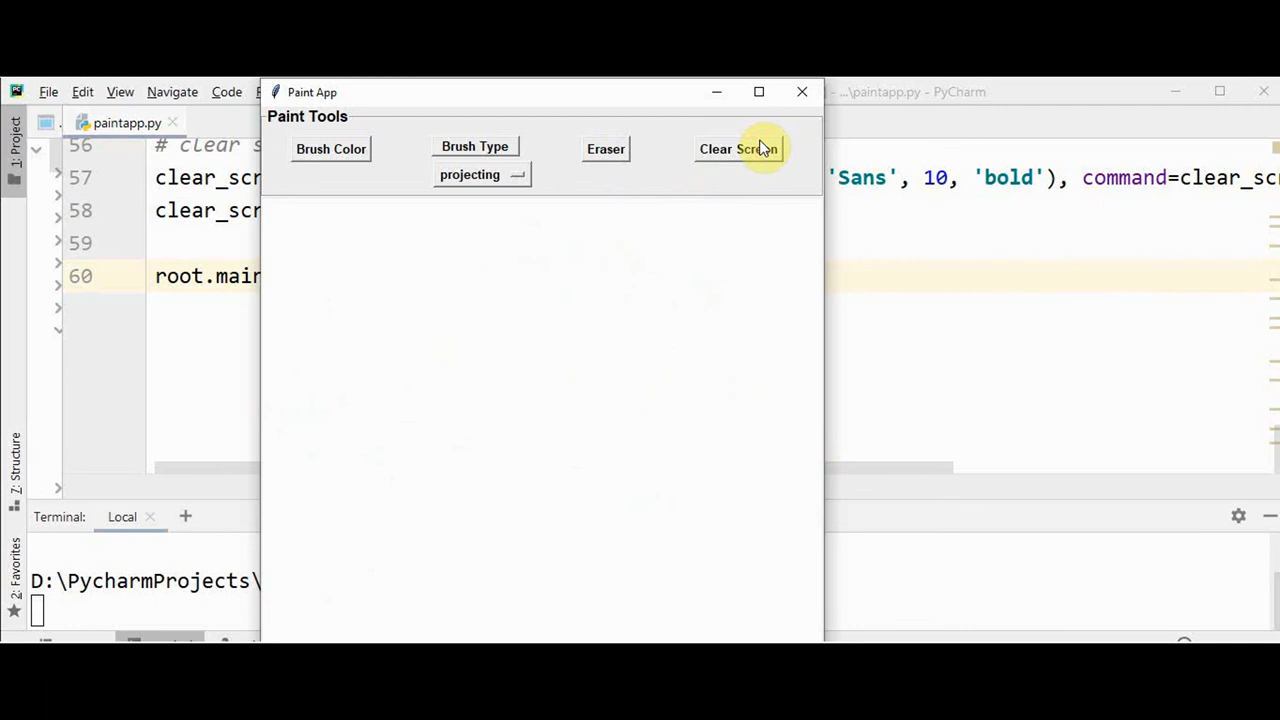 File Edit View Navigate Code
Paint App
...\paintapp.py - PyCharm
paintapp.py
Paint Tools
Brush Color
Brush Type
Eraser
Clear Screen
projecting
1: Project
Z: Structure
2: Favorites
56 # clear s
57 clear_scr 'Sans', 10, 'bold'), command=clear_sc
58 clear_scr
59
60 root.main
Terminal: Local
D:\PycharmProjects\